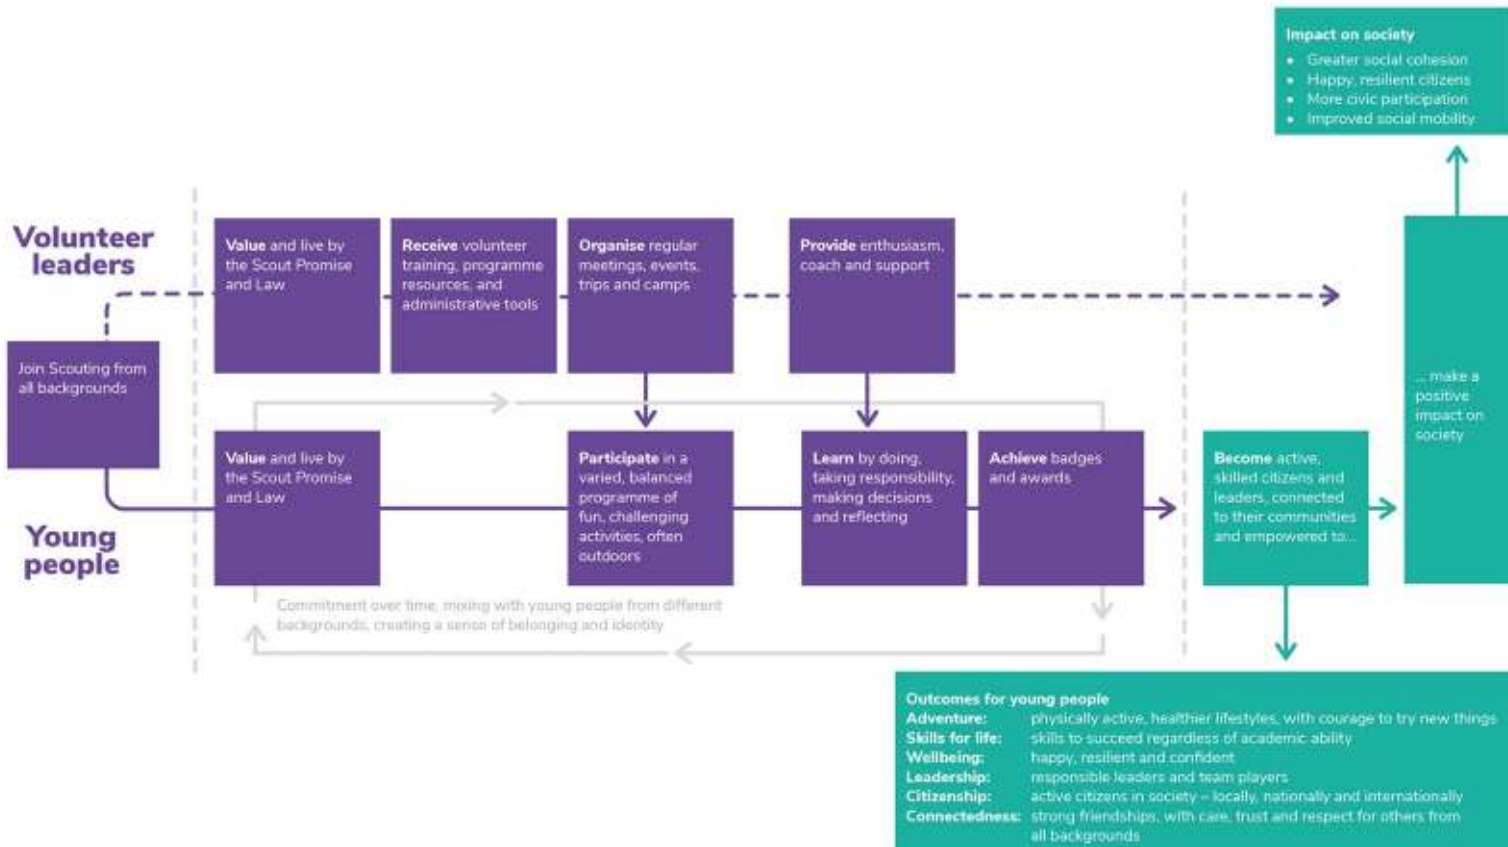 Impact on society
• Greater social cohesion
• Happy, resilient citizens
• More civic participation
• Improved social mobility
Volunteer
leaders
Value and live by
the Scout Promise
and Law
Receive volunteer
training, programme
resources, and
administrative tools
Organise regular
meetings, events,
trips and camps
Provide enthusiasm,
coach and support
Join Scouting from
all backgrounds
... make a
positive
impact on
society
Young
people
Value and live by
the Scout Promise
and Law
Participate in a
varied, balanced
programme of
fun, challenging
activities, often
outdoors
Learn by doing,
taking responsibility,
making decisions
and reflecting
Achieve badges
and awards
Become active,
skilled citizens and
leaders, connected
to their communities
and empowered to...
Commitment over time, mixing with young people from different
backgrounds, creating a sense of belonging and identity
Outcomes for young people
Adventure: physically active, healthier lifestyles, with courage to try new things
Skills for life: skills to succeed regardless of academic ability
Wellbeing: happy, resilient and confident
Leadership: responsible leaders and team players
Citizenship: active citizens in society – locally, nationally and internationally
Connectedness: strong friendships, with care, trust and respect for others from
all backgrounds